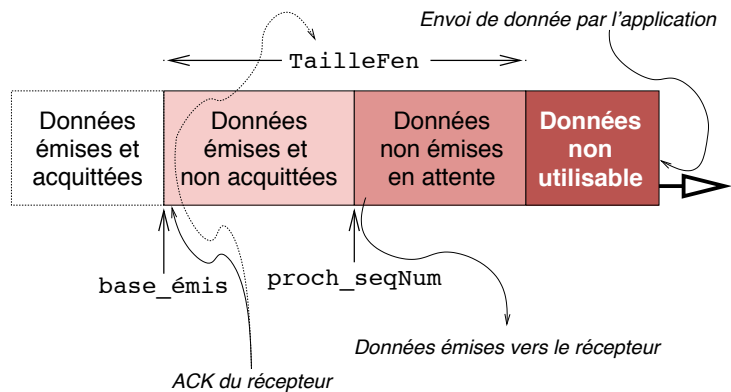 Envoi de donnée par l'application
TailleFen
Données
émises et
acquittées
Données
émises et
non acquittées
Données
non émises
en attente
Données
non
utilisable
base_émis
proch_seqNum
Données émises vers le récepteur
ACK du récepteur